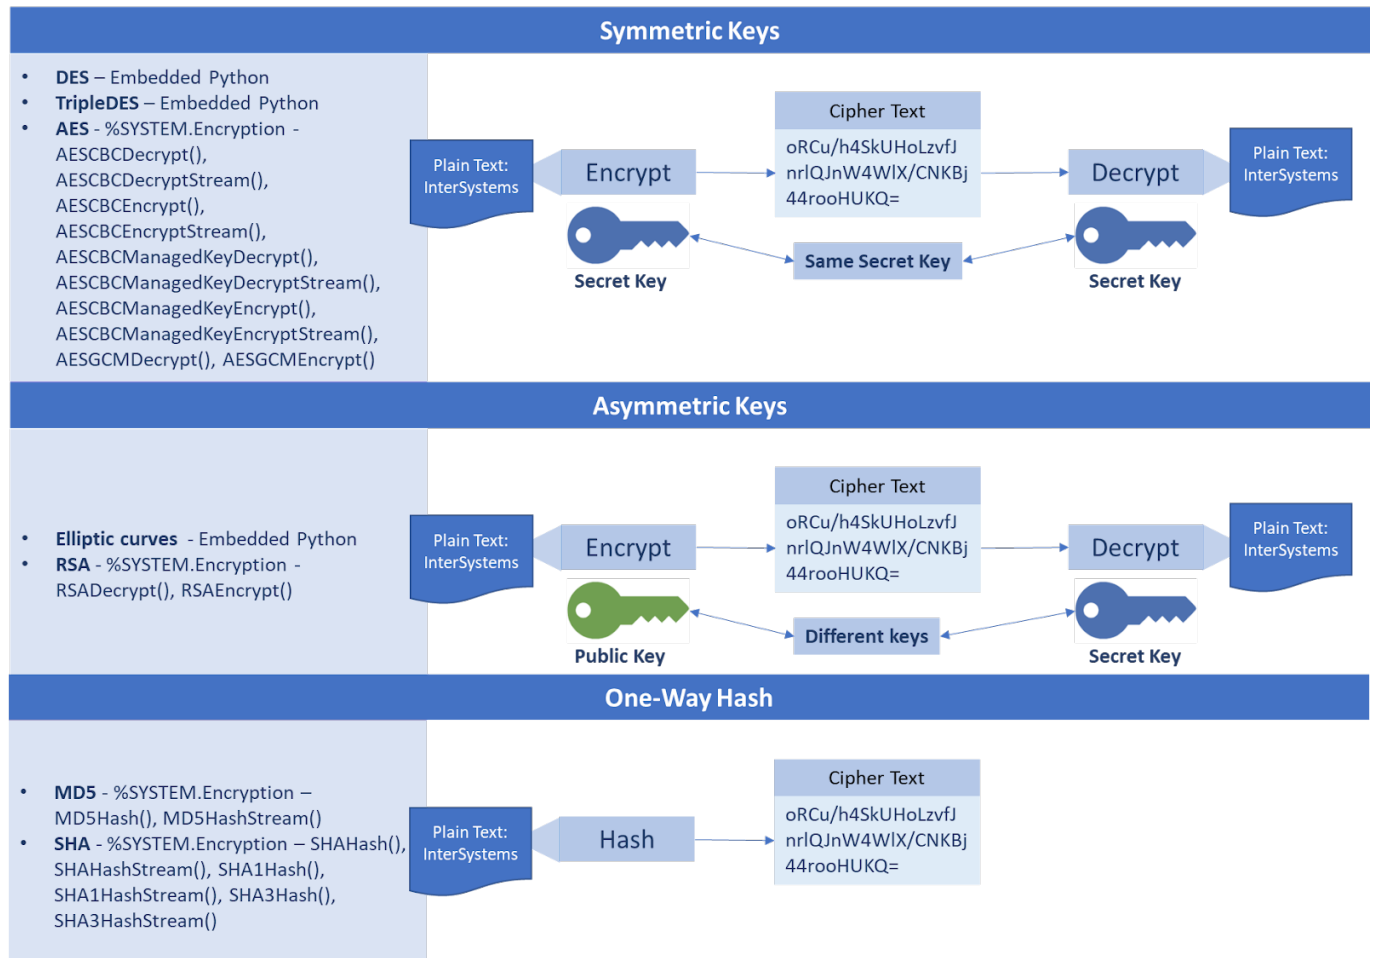 Symmetric Keys
• DES – Embedded Python
• TripleDES – Embedded Python
• AES - %SYSTEM.Encryption -
AESCBCDecrypt(),
AESCBCDecryptStream(),
AESCBCEncrypt(),
AESCBCEncryptStream(),
AESCBCManagedKeyDecrypt(),
AESCBCManagedKeyDecryptStream(),
AESCBCManagedKeyEncrypt(),
AESCBCManagedKeyEncryptStream(),
AESGCMDecrypt(), AESGCMEncrypt()
Plain Text:
InterSystems
Encrypt
Secret Key
Cipher Text
oRCu/h4SkUHoLzvfJ
nrlQJnW4WlX/CNKBj
44rooHUKQ=
Same Secret Key
Decrypt
Secret Key
Plain Text:
InterSystems
Asymmetric Keys
• Elliptic curves - Embedded Python
• RSA - %SYSTEM.Encryption -
RSADecrypt(), RSAEncrypt()
Plain Text:
InterSystems
Encrypt
Public Key
Cipher Text
oRCu/h4SkUHoLzvfJ
nrlQJnW4WlX/CNKBj
44rooHUKQ=
Different keys
Decrypt
Secret Key
Plain Text:
InterSystems
One-Way Hash
• MD5 - %SYSTEM.Encryption –
MD5Hash(), MD5HashStream()
• SHA - %SYSTEM.Encryption – SHAHash(),
SHAHashStream(), SHA1Hash(),
SHA1HashStream(), SHA3Hash(),
SHA3HashStream()
Plain Text:
InterSystems
Hash
Cipher Text
oRCu/h4SkUHoLzvfJ
nrlQJnW4WlX/CNKBj
44rooHUKQ=